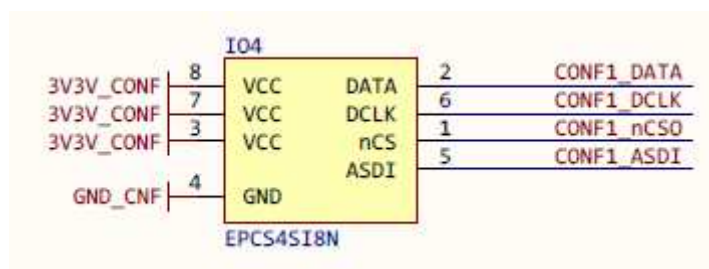 IO4
3V3V_CONF 8 VCC DATA 2 CONF1_DATA
3V3V_CONF 7 VCC DCLK 6 CONF1_DCLK
3V3V_CONF 3 VCC nCS 1 CONF1_nCSO
ASDI 5 CONF1_ASDI
GND_CNF 4 GND
EPCS4SI8N